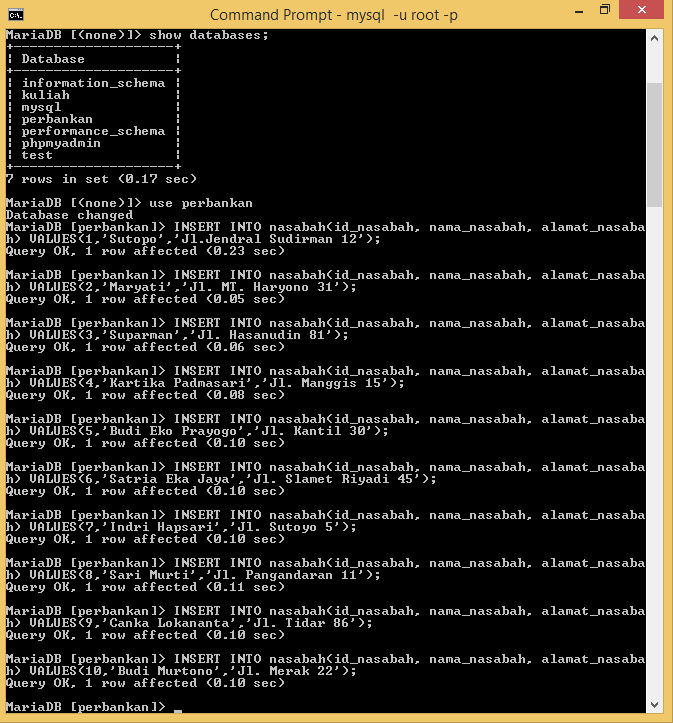 Command Prompt - mysql -u root -p
MariaDB [(none)]> show databases;
+--------------------+
| Database           |
+--------------------+
| information_schema |
| kuliah             |
| mysql              |
| perbankan          |
| performance_schema |
| phpmyadmin         |
| test               |
+--------------------+
7 rows in set (0.17 sec)
MariaDB [(none)]> use perbankan
Database changed
MariaDB [perbankan]> INSERT INTO nasabah(id_nasabah, nama_nasabah, alamat_nasaba
h) VALUES(1,'Sutopo','Jl.Jendral Sudirman 12');
Query OK, 1 row affected (0.23 sec)
MariaDB [perbankan]> INSERT INTO nasabah(id_nasabah, nama_nasabah, alamat_nasaba
h) VALUES(2,'Maryati','Jl. MT. Haryono 31');
Query OK, 1 row affected (0.05 sec)
MariaDB [perbankan]> INSERT INTO nasabah(id_nasabah, nama_nasabah, alamat_nasaba
h) VALUES(3,'Suparman','Jl. Hasanudin 81');
Query OK, 1 row affected (0.06 sec)
MariaDB [perbankan]> INSERT INTO nasabah(id_nasabah, nama_nasabah, alamat_nasaba
h) VALUES(4,'Kartika Padmasari','Jl. Manggis 15');
Query OK, 1 row affected (0.08 sec)
MariaDB [perbankan]> INSERT INTO nasabah(id_nasabah, nama_nasabah, alamat_nasaba
h) VALUES(5,'Budi Eko Prayogo','Jl. Kantil 30');
Query OK, 1 row affected (0.10 sec)
MariaDB [perbankan]> INSERT INTO nasabah(id_nasabah, nama_nasabah, alamat_nasaba
h) VALUES(6,'Satria Eka Jaya','Jl. Slamet Riyadi 45');
Query OK, 1 row affected (0.10 sec)
MariaDB [perbankan]> INSERT INTO nasabah(id_nasabah, nama_nasabah, alamat_nasaba
h) VALUES(7,'Indri Hapsari','Jl. Sutoyo 5');
Query OK, 1 row affected (0.10 sec)
MariaDB [perbankan]> INSERT INTO nasabah(id_nasabah, nama_nasabah, alamat_nasaba
h) VALUES(8,'Sari Murti','Jl. Pangandaran 11');
Query OK, 1 row affected (0.11 sec)
MariaDB [perbankan]> INSERT INTO nasabah(id_nasabah, nama_nasabah, alamat_nasaba
h) VALUES(9,'Canka Lokananta','Jl. Tidar 86');
Query OK, 1 row affected (0.10 sec)
MariaDB [perbankan]> INSERT INTO nasabah(id_nasabah, nama_nasabah, alamat_nasaba
h) VALUES(10,'Budi Murtono','Jl. Merak 22');
Query OK, 1 row affected (0.10 sec)
MariaDB [perbankan]> _